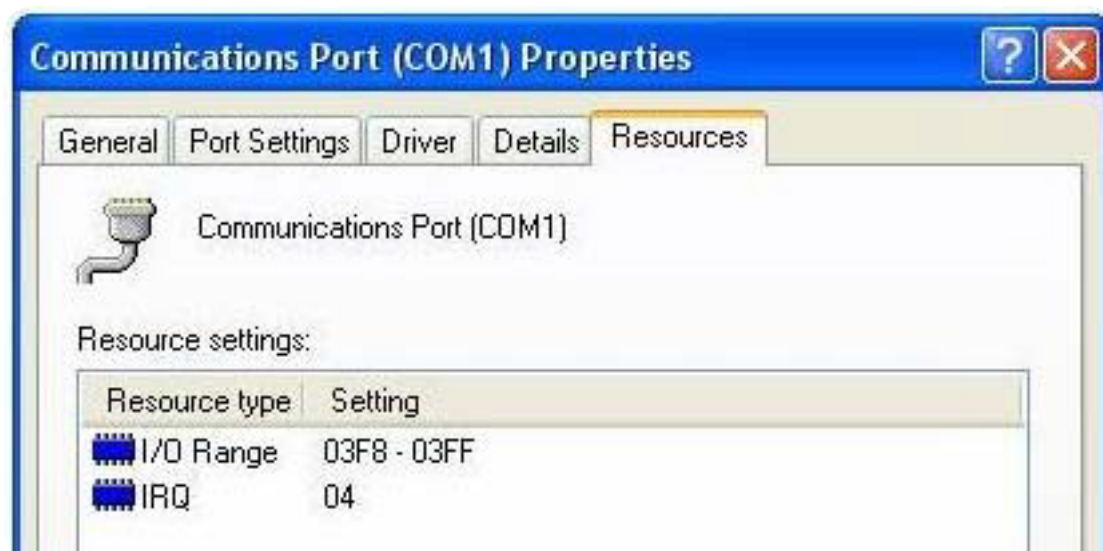 Communications Port (COM1) Properties
?
General Port Settings Driver Details Resources
Communications Port (COM1)
Resource settings:
Resource type Setting
I/O Range 03F8 - 03FF
IRQ 04